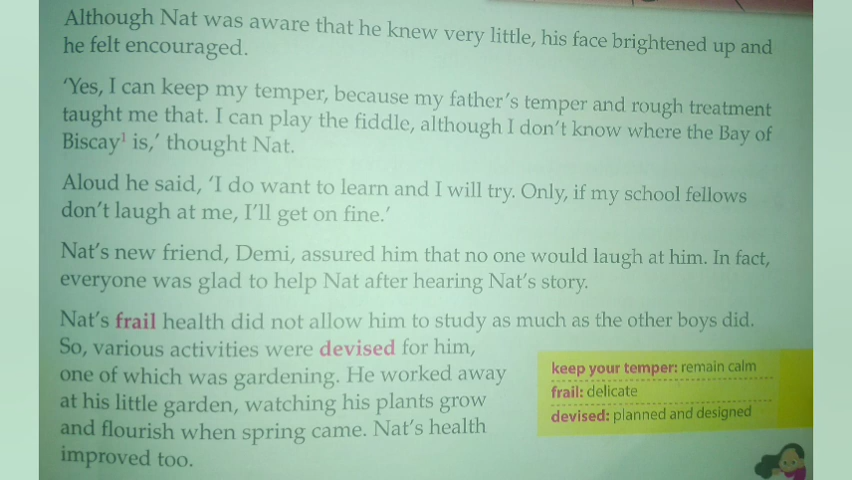 Although Nat was aware that he knew very little, his face brightened up and
he felt encouraged.
‘Yes, I can keep my temper, because my father’s temper and rough treatment
taught me that. I can play the fiddle, although I don’t know where the Bay of
Biscay¹ is,’ thought Nat.
Aloud he said, ‘I do want to learn and I will try. Only, if my school fellows
don’t laugh at me, I’ll get on fine.’
Nat’s new friend, Demi, assured him that no one would laugh at him. In fact,
everyone was glad to help Nat after hearing Nat’s story.
Nat’s frail health did not allow him to study as much as the other boys did.
So, various activities were devised for him,
one of which was gardening. He worked away
at his little garden, watching his plants grow
and flourish when spring came. Nat’s health
improved too.
keep your temper: remain calm
frail: delicate
devised: planned and designed